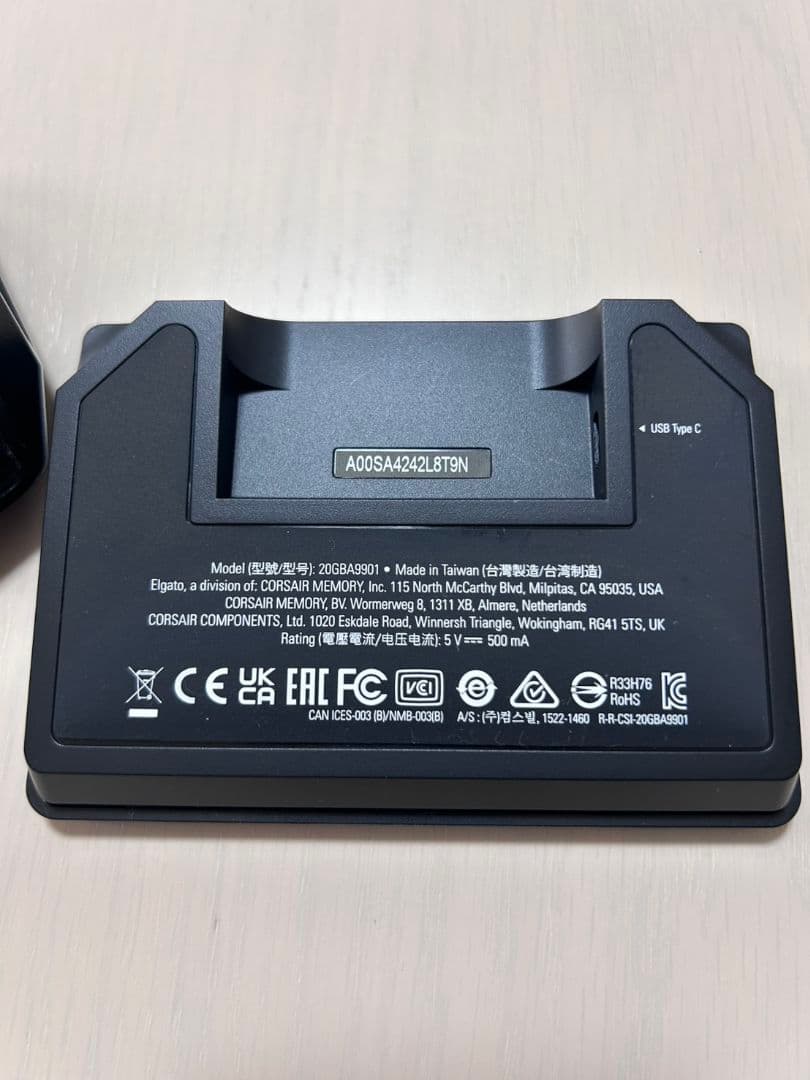 ◄ USB Type C
A00SA4242L8T9N
Model (型號/型号): 20GBA9901 • Made in Taiwan (台灣製造/台湾制造)
Elgato, a division of: CORSAIR MEMORY, Inc. 115 North McCarthy Blvd, Milpitas, CA 95035, USA
CORSAIR MEMORY, BV. Wormerweg 8, 1311 XB, Almere, Netherlands
CORSAIR COMPONENTS, Ltd. 1020 Eskdale Road, Winnersh Triangle, Wokingham, RG41 5TS, UK
Rating (電壓電流/电压电流): 5 V⎓ 500 mA
CE UK CA EAC FC VCI R33H76 RoHS KC
CAN ICES-003 (B)/NMB-003(B) A/S : (주)컴스빌, 1522-1460 R-R-CSI-20GBA9901